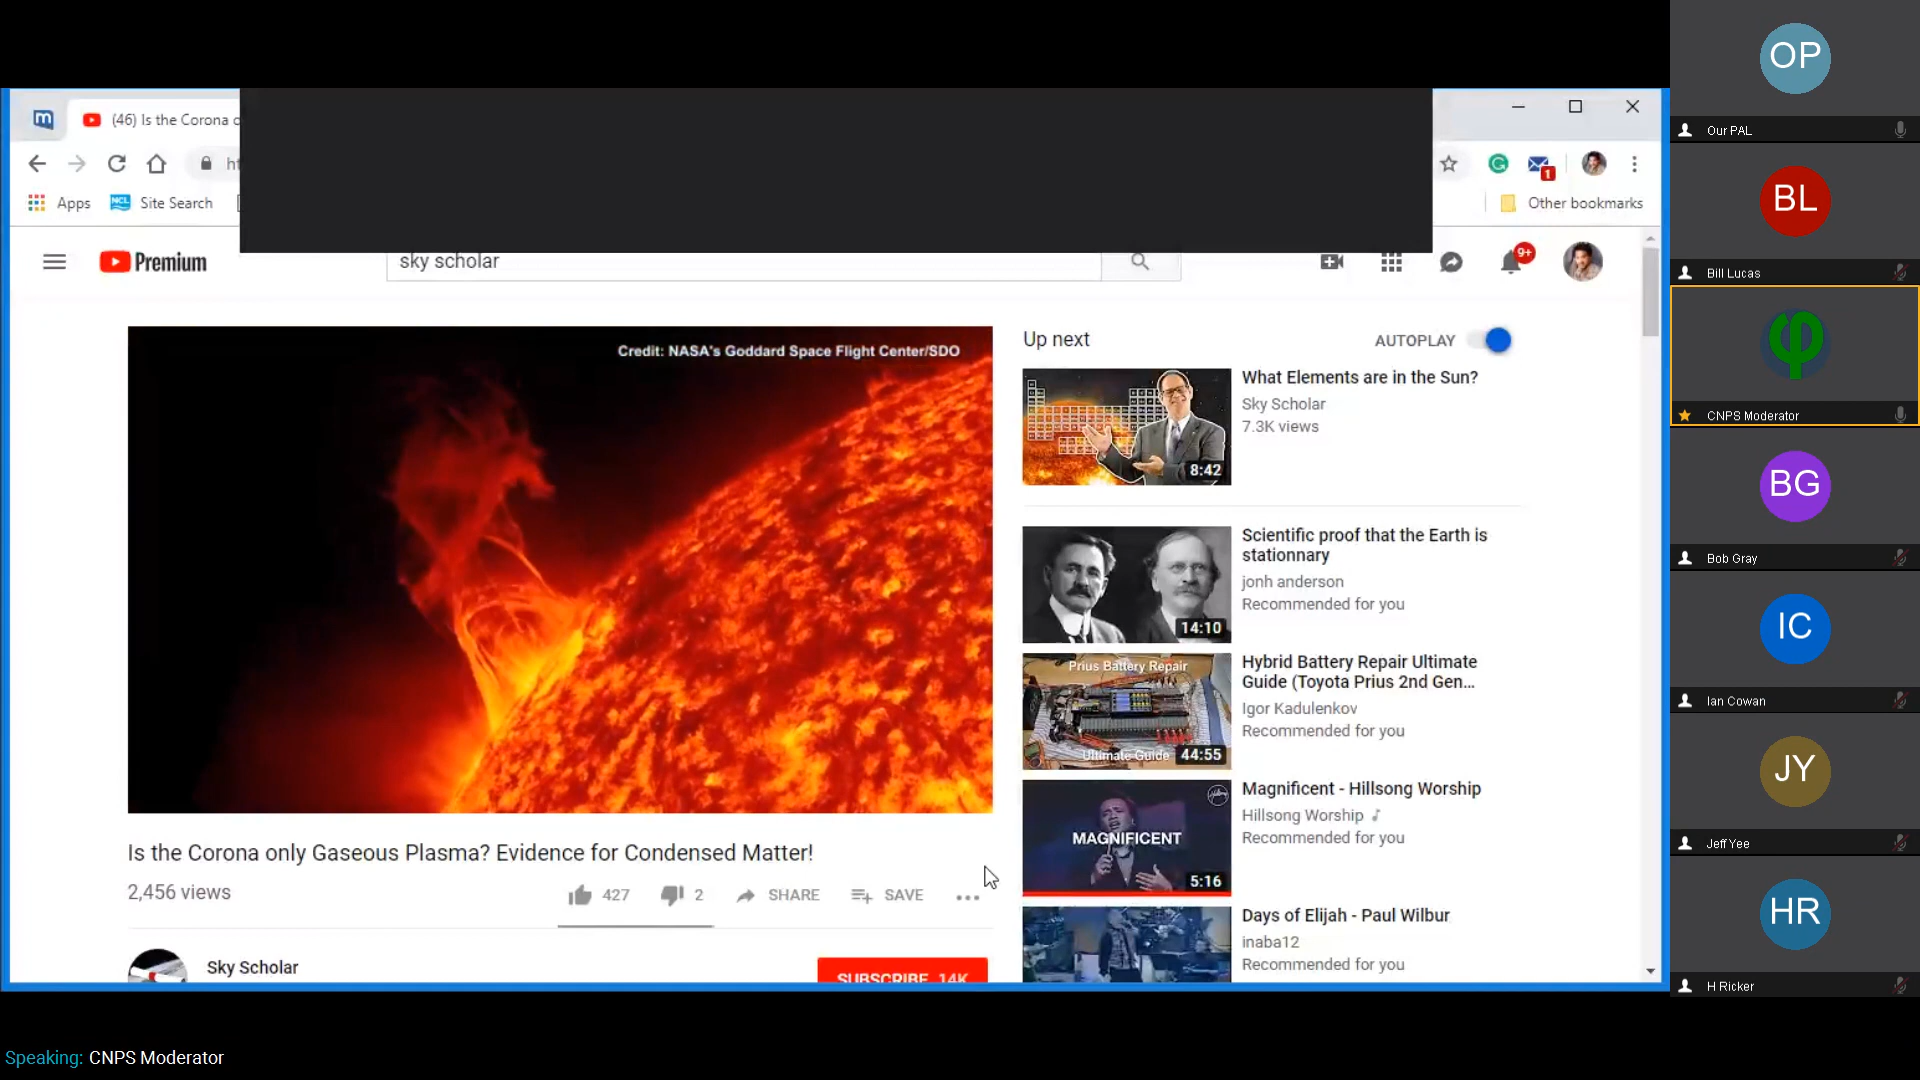 (46) Is the Corona
Apps
Site Search
Other bookmarks
1
Premium
sky scholar
9+
Credit: NASA's Goddard Space Flight Center/SDO
Is the Corona only Gaseous Plasma? Evidence for Condensed Matter!
2,456 views
427
2
SHARE
SAVE
Sky Scholar
SUBSCRIBE 14K
Up next
AUTOPLAY
8:42
What Elements are in the Sun?
Sky Scholar
7.3K views
14:10
Scientific proof that the Earth is
stationnary
jonh anderson
Recommended for you
Prius Battery Repair
Ultimate Guide
44:55
Hybrid Battery Repair Ultimate
Guide (Toyota Prius 2nd Gen...
Igor Kadulenkov
Recommended for you
MAGNIFICENT
5:16
Magnificent - Hillsong Worship
Hillsong Worship
Recommended for you
Days of Elijah - Paul Wilbur
inaba12
Recommended for you
OP
Our PAL
BL
Bill Lucas
CNPS Moderator
BG
Bob Gray
IC
Ian Cowan
JY
Jeff Yee
HR
H Ricker
Speaking: CNPS Moderator